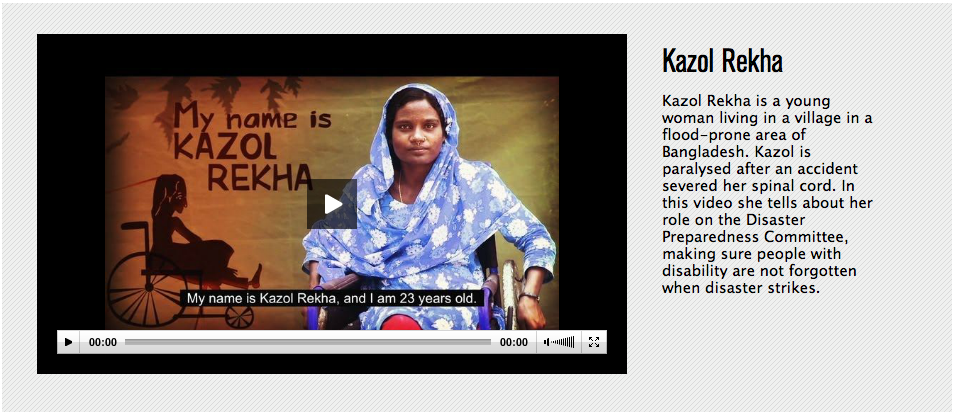 My name is
KAZOL
REKHA
My name is Kazol Rekha, and I am 23 years old.
00:00
00:00
Kazol Rekha
Kazol Rekha is a young
woman living in a village in a
flood-prone area of
Bangladesh. Kazol is
paralysed after an accident
severed her spinal cord. In
this video she tells about her
role on the Disaster
Preparedness Committee,
making sure people with
disability are not forgotten
when disaster strikes.